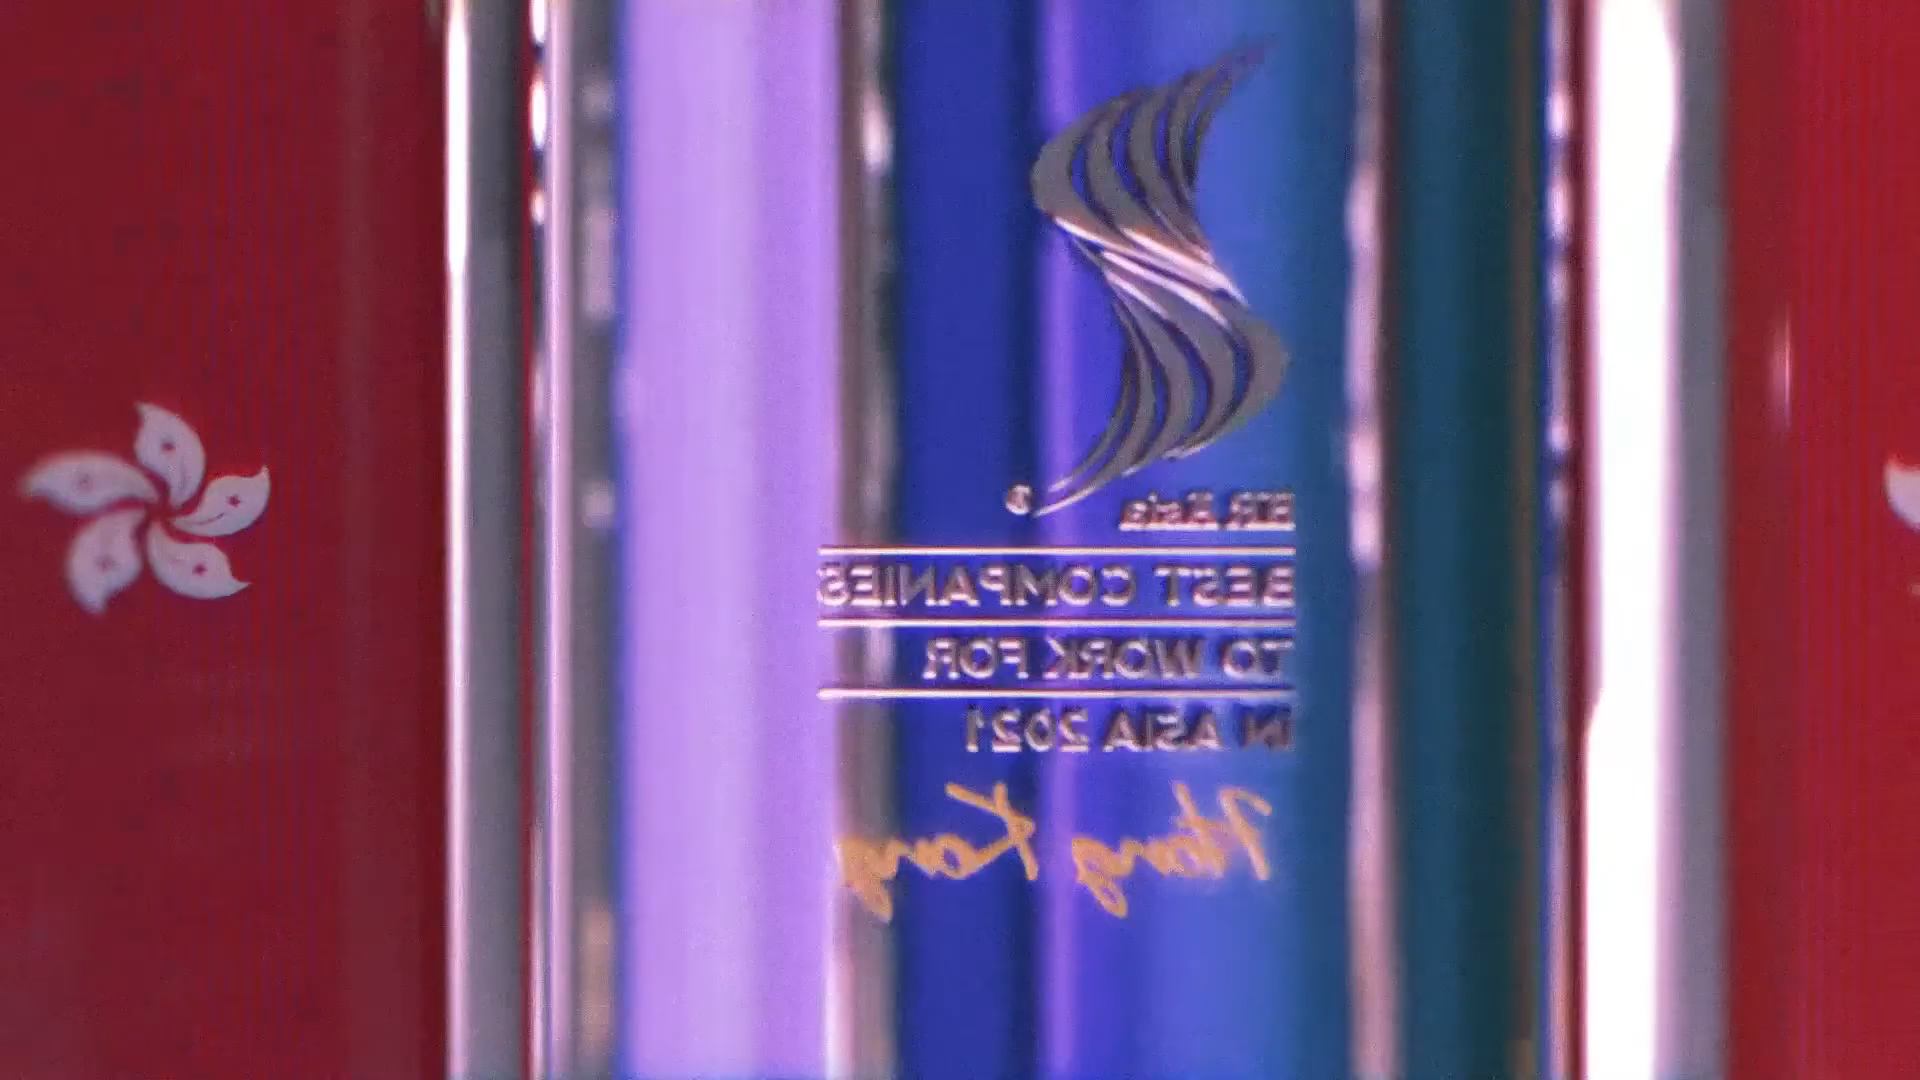 HR Asia
BEST COMPANIES
TO WORK FOR
IN ASIA 2021
Hong Kong